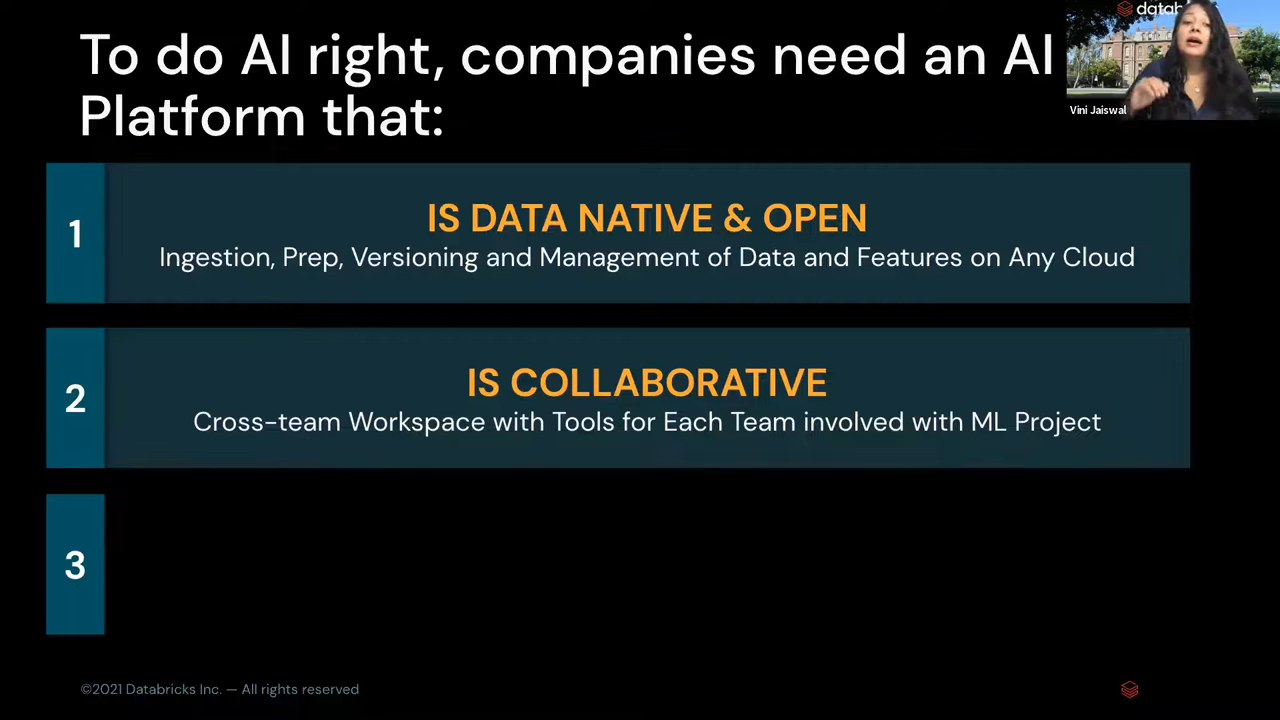 To do AI right, companies need an AI
Platform that:
Vini Jaiswal
1
IS DATA NATIVE & OPEN
Ingestion, Prep, Versioning and Management of Data and Features on Any Cloud
2
IS COLLABORATIVE
Cross-team Workspace with Tools for Each Team involved with ML Project
3
©2021 Databricks Inc. — All rights reserved